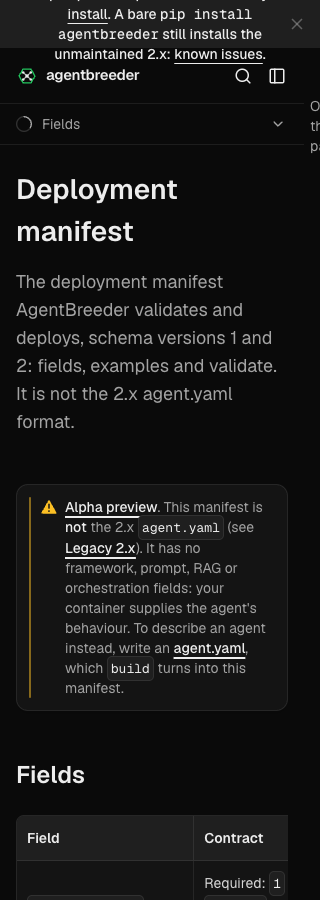 install. A bare pip install
agentbreeder still installs the
unmaintained 2.x: known issues.
agentbreeder
Fields
Deployment
manifest
The deployment manifest
AgentBreeder validates and
deploys, schema versions 1 and
2: fields, examples and validate.
It is not the 2.x agent.yaml
format.
Alpha preview. This manifest is
not the 2.x agent.yaml (see
Legacy 2.x). It has no
framework, prompt, RAG or
orchestration fields: your
container supplies the agent's
behaviour. To describe an agent
instead, write an agent.yaml,
which build turns into this
manifest.
Fields
Field Contract
Required: 1